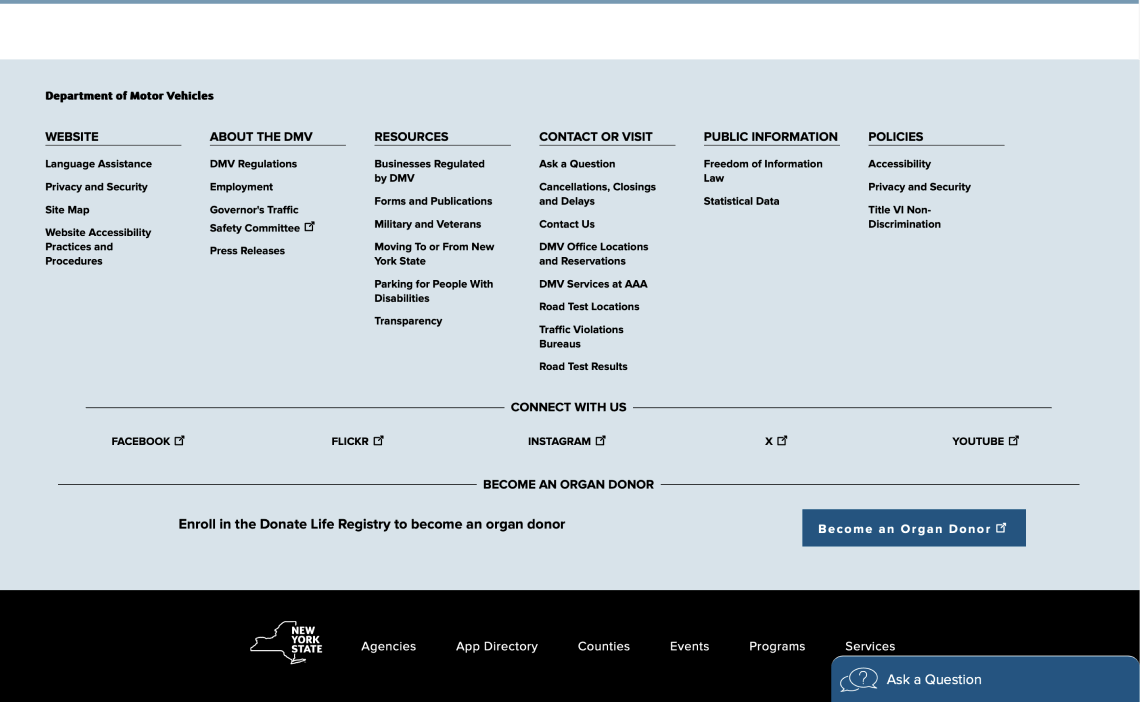 Department of Motor Vehicles
WEBSITE
Language Assistance
Privacy and Security
Site Map
Website Accessibility
Practices and
Procedures
ABOUT THE DMV
DMV Regulations
Employment
Governor's Traffic
Safety Committee
Press Releases
RESOURCES
Businesses Regulated
by DMV
Forms and Publications
Military and Veterans
Moving To or From New
York State
Parking for People With
Disabilities
Transparency
CONTACT OR VISIT
Ask a Question
Cancellations, Closings
and Delays
Contact Us
DMV Office Locations
and Reservations
DMV Services at AAA
Road Test Locations
Traffic Violations
Bureaus
Road Test Results
PUBLIC INFORMATION
Freedom of Information
Law
Statistical Data
POLICIES
Accessibility
Privacy and Security
Title VI Non-
Discrimination
CONNECT WITH US
FACEBOOK
FLICKR
INSTAGRAM
X
YOUTUBE
BECOME AN ORGAN DONOR
Enroll in the Donate Life Registry to become an organ donor
Become an Organ Donor
NEW
YORK
STATE
Agencies
App Directory
Counties
Events
Programs
Services
Ask a Question